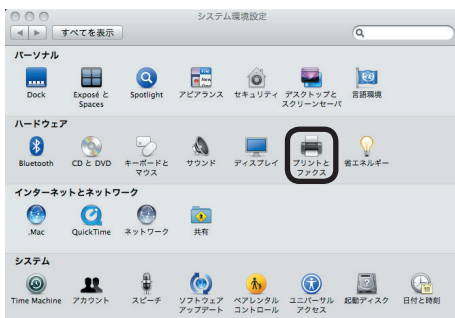 システム環境設定
すべてを表示
パーソナル
Dock
Exposé と
Spaces
Spotlight
アピアランス
セキュリティ
デスクトップと
スクリーンセーバ
言語環境
ハードウェア
Bluetooth
CD と DVD
キーボードと
マウス
サウンド
ディスプレイ
プリントと
ファクス
省エネルギー
インターネットとネットワーク
.Mac
QuickTime
ネットワーク
共有
システム
Time Machine
アカウント
スピーチ
ソフトウェア
アップデート
ペアレンタル
コントロール
ユニバーサル
アクセス
起動ディスク
日付と時刻